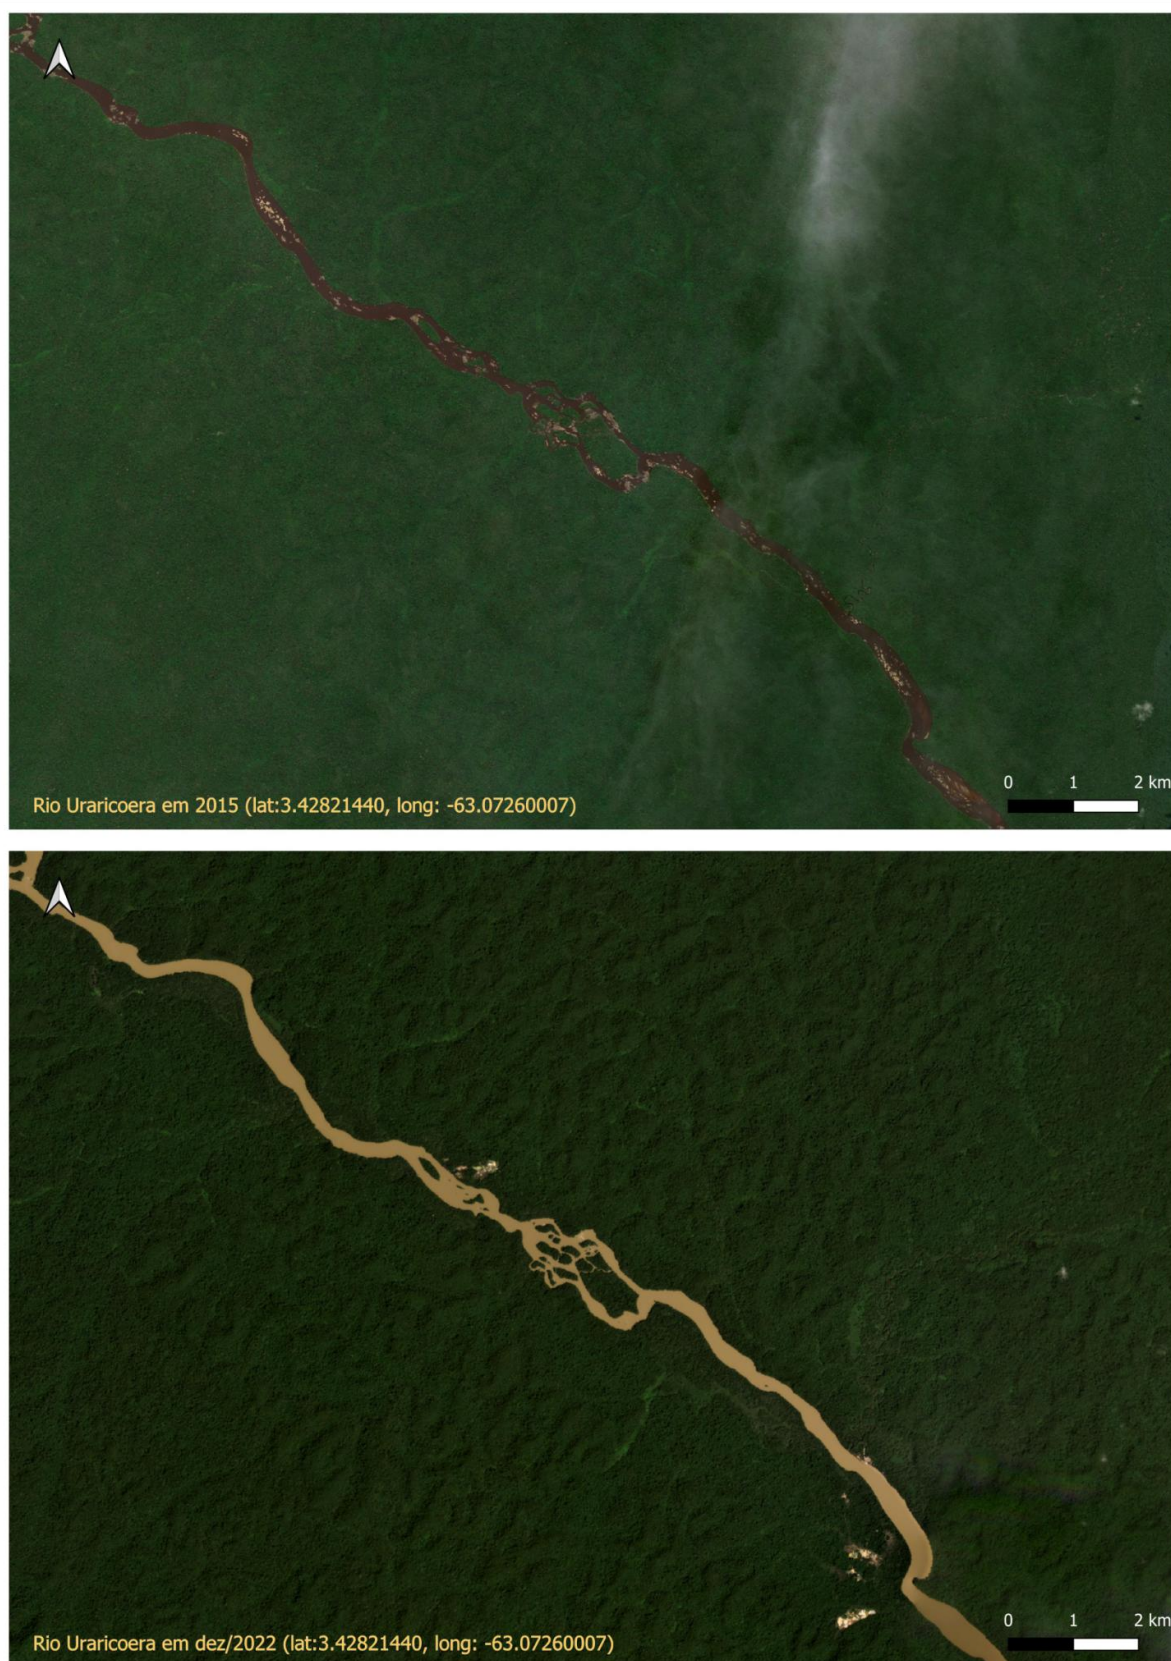 0 1 2 km
Rio Uraricoera em 2015 (lat:3.42821440, long: -63.07260007)
0 1 2 km
Rio Uraricoera em dez/2022 (lat:3.42821440, long: -63.07260007)